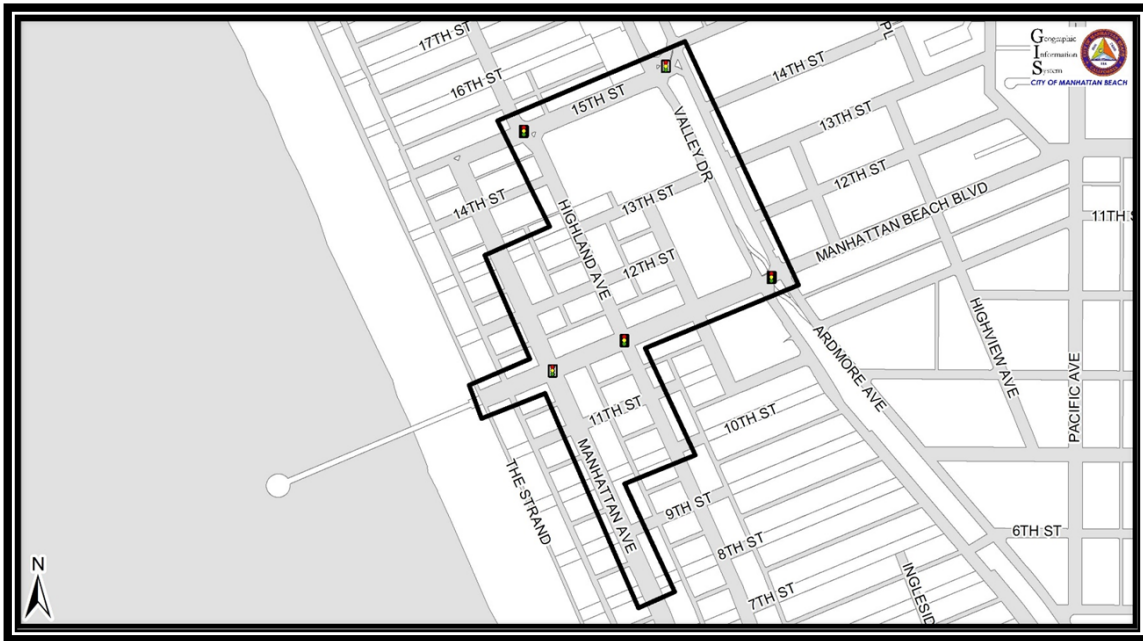 17TH ST
16TH ST
15TH ST
14TH ST
VALLEY DR
PL
14TH ST
13TH ST
12TH ST
MANHATTAN BEACH BLVD
11TH S
HIGHLAND AVE
13TH ST
12TH ST
11TH ST
MANHATTAN AVE
THE STRAND
10TH ST
9TH ST
8TH ST
7TH ST
ARDMORE AVE
HIGHVIEW AVE
PACIFIC AVE
6TH ST
INGLESID
N
Geographic
Information
System
CITY OF MANHATTAN BEACH